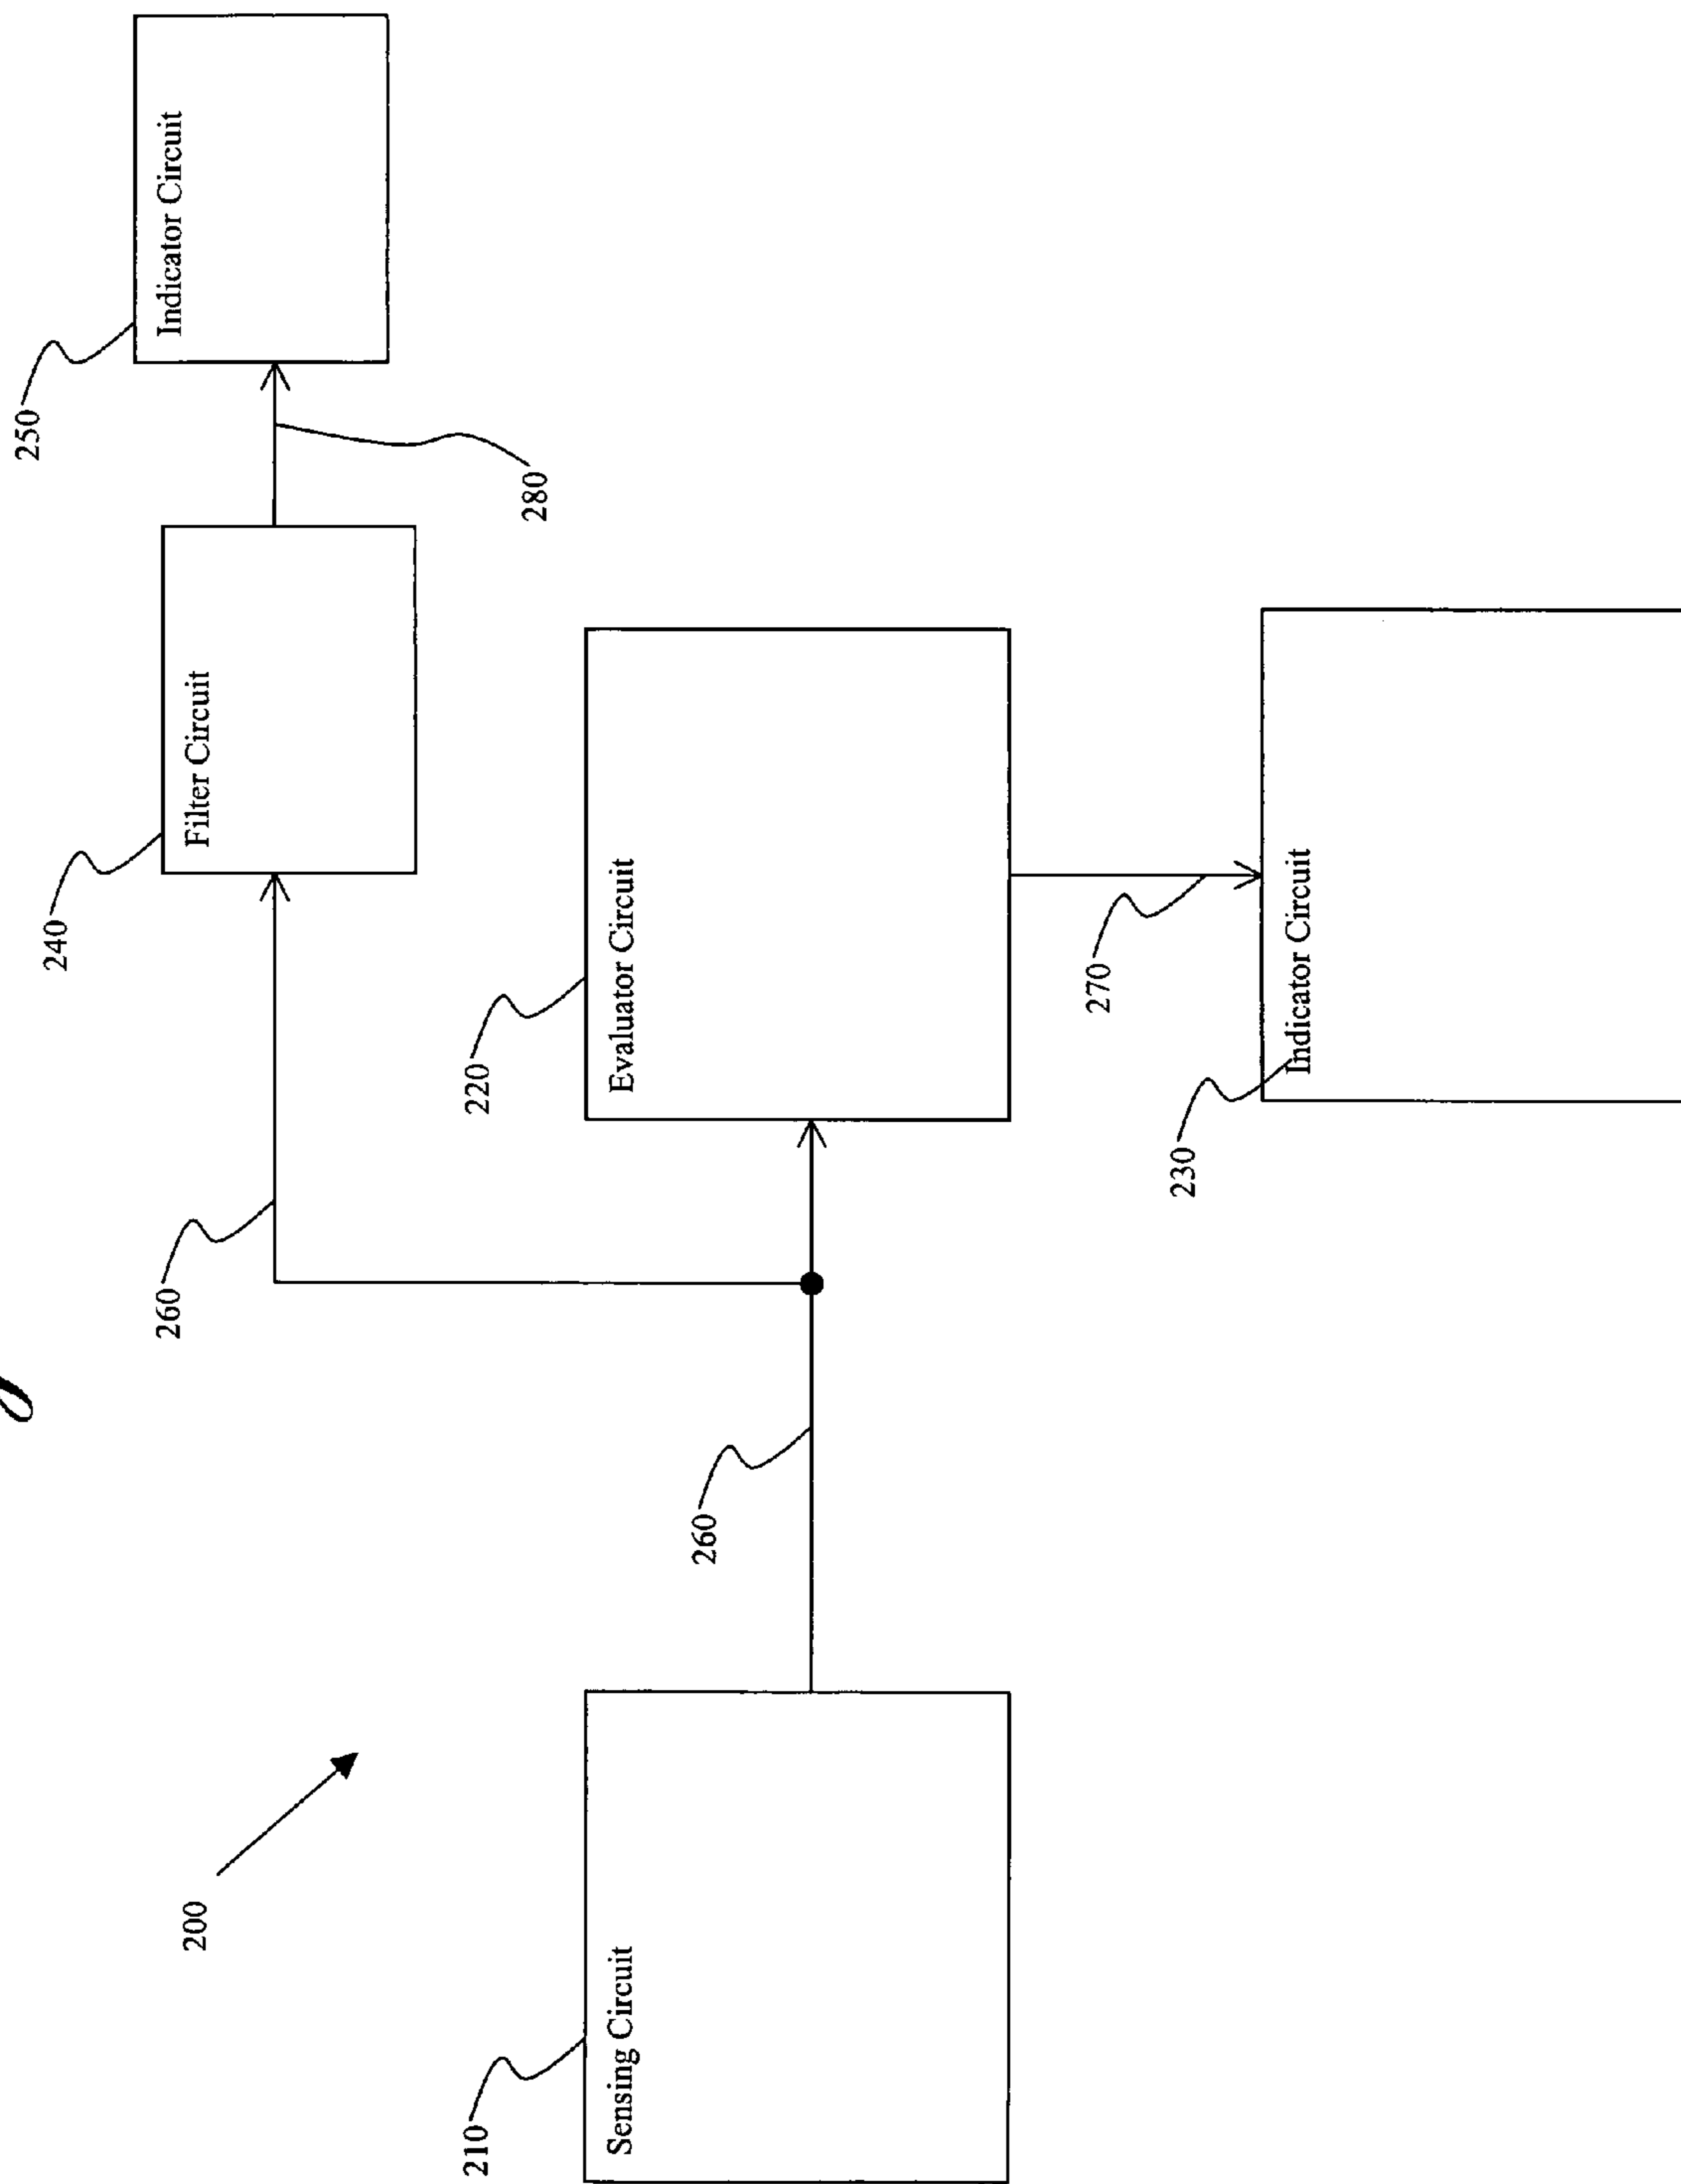 200
210
Sensing Circuit
260
260
220
Evaluator Circuit
240
Filter Circuit
250
Indicator Circuit
280
270
230
Indicator Circuit